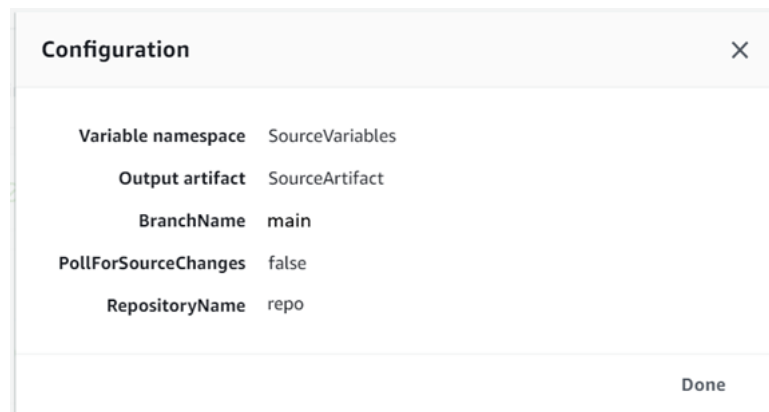 Configuration
Variable namespace SourceVariables
Output artifact SourceArtifact
BranchName main
PollForSourceChanges false
RepositoryName repo
Done